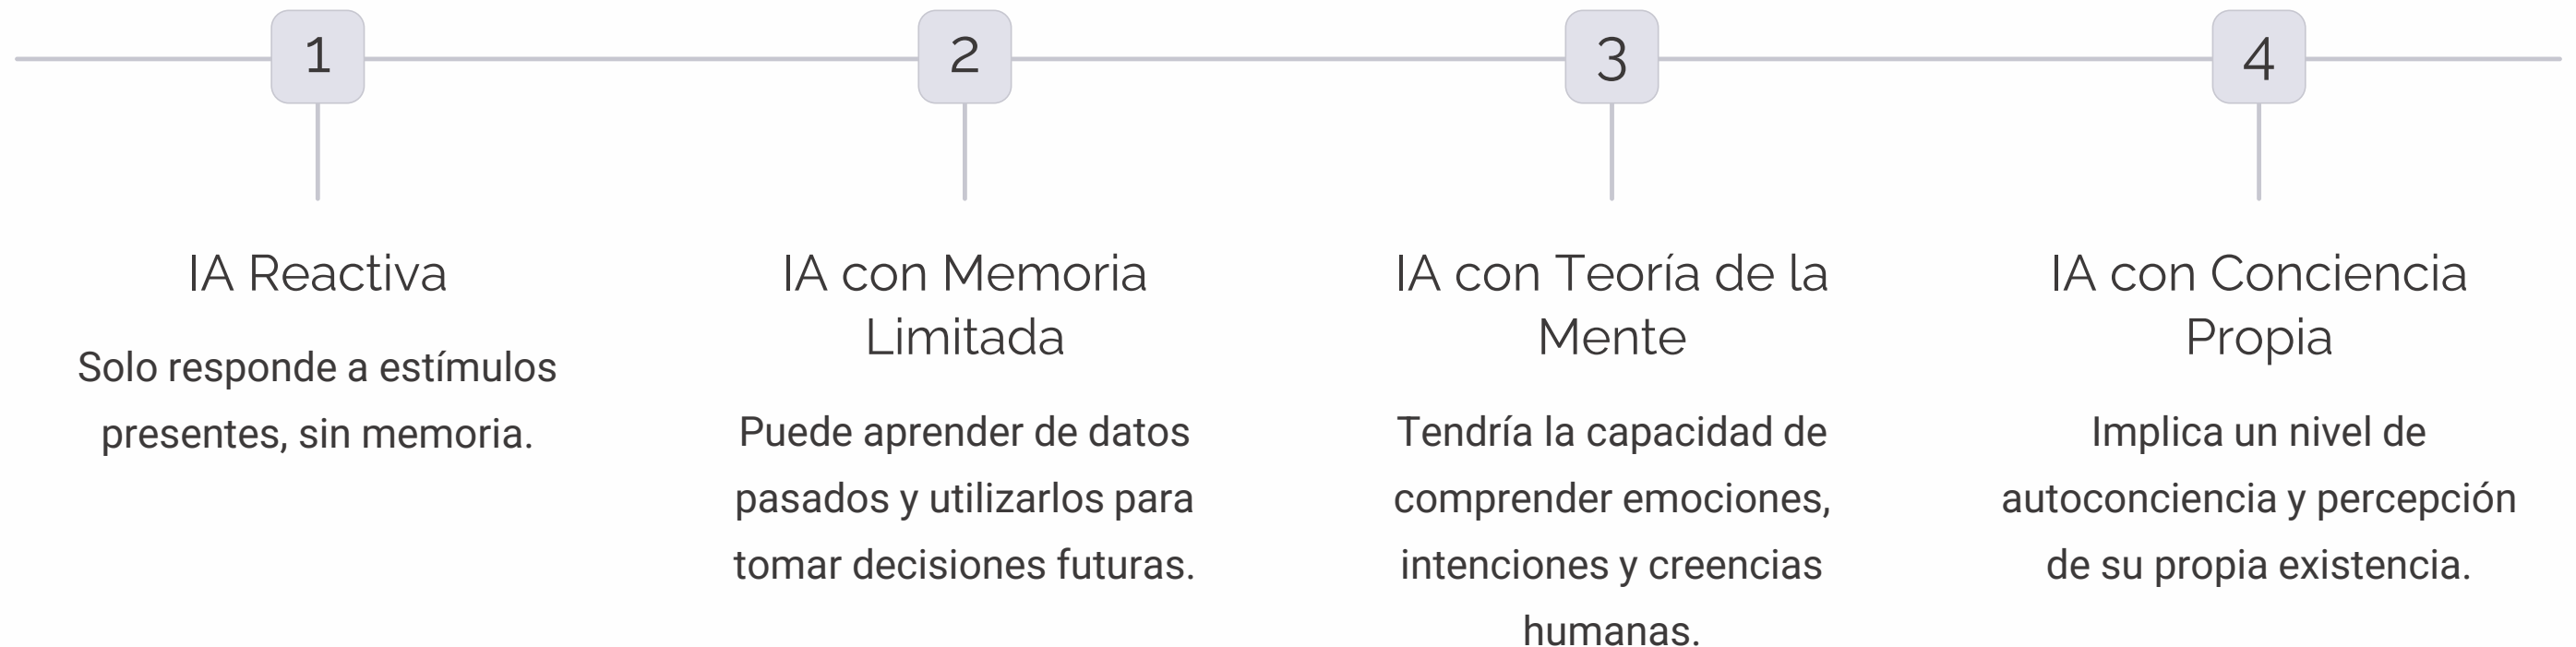 1
IA Reactiva
Solo responde a estímulos
presentes, sin memoria.
2
IA con Memoria
Limitada
Puede aprender de datos
pasados y utilizarlos para
tomar decisiones futuras.
3
IA con Teoría de la
Mente
Tendría la capacidad de
comprender emociones,
intenciones y creencias
humanas.
4
IA con Conciencia
Propia
Implica un nivel de
autoconciencia y percepción
de su propia existencia.